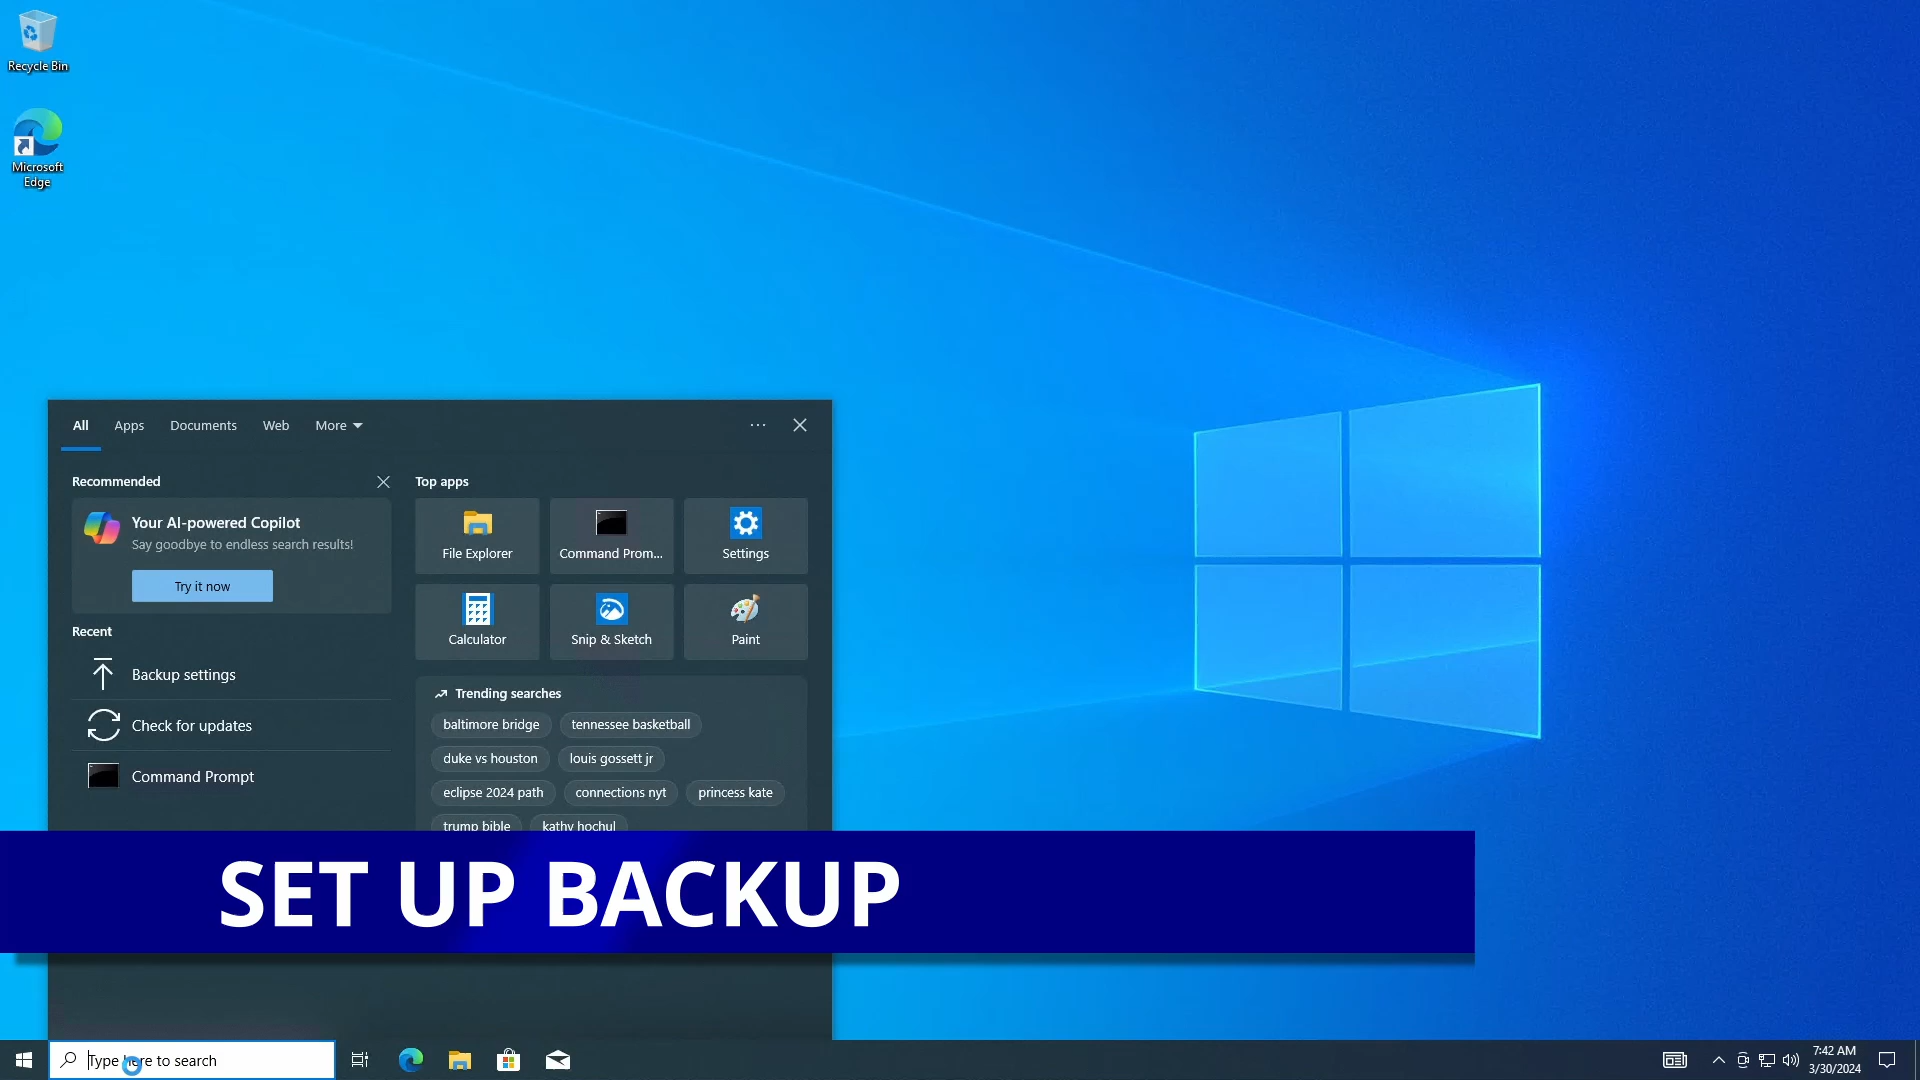 Recycle Bin
Microsoft
Edge
All
Apps
Documents
Web
More
Recommended
Your AI-powered Copilot
Say goodbye to endless search results!
Try it now
Recent
Backup settings
Check for updates
Command Prompt
Top apps
File Explorer
Command Prom...
Settings
Calculator
Snip & Sketch
Paint
Trending searches
baltimore bridge
tennessee basketball
duke vs houston
louis gossett jr
eclipse 2024 path
connections nyt
princess kate
trump bible
kathy hochul
SET UP BACKUP
Type here to search
7:42 AM
3/30/2024